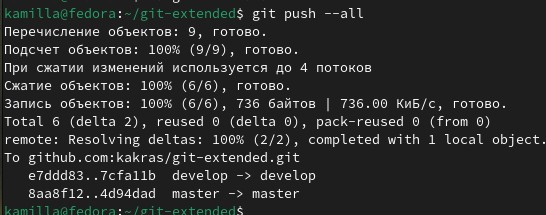 kamilla@fedora:~/git-extended$ git push --all
Перечисление объектов: 9, готово.
Подсчет объектов: 100% (9/9), готово.
При сжатии изменений используется до 4 потоков
Сжатие объектов: 100% (6/6), готово.
Запись объектов: 100% (6/6), 736 байтов | 736.00 КиБ/с, готово.
Total 6 (delta 2), reused 0 (delta 0), pack-reused 0 (from 0)
remote: Resolving deltas: 100% (2/2), completed with 1 local object.
To github.com:kakras/git-extended.git
e7ddd83..7cfa11b  develop -> develop
8aa8f12..4d94dad  master -> master
kamilla@fedora:~/git-extended$